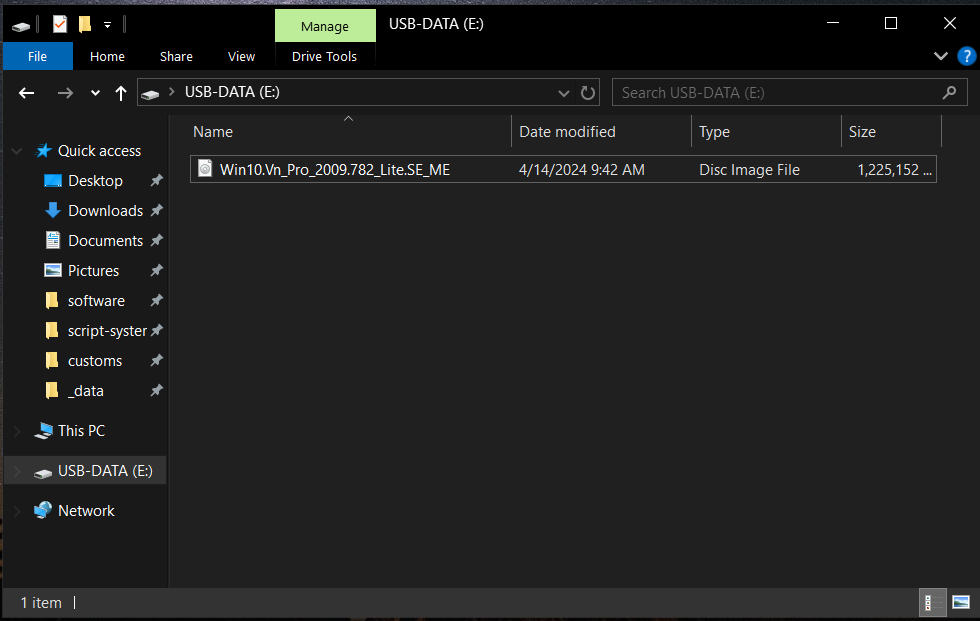 Manage
USB-DATA (E:)
File
Home
Share
View
Drive Tools
?
USB-DATA (E:)
Search USB-DATA (E:)
Name
Date modified
Type
Size
Quick access
Win10.Vn_Pro_2009.782_Lite.SE_ME
4/14/2024 9:42 AM
Disc Image File
1,225,152 ...
Desktop
Downloads
Documents
Pictures
software
script-syster
customs
_data
This PC
USB-DATA (E:)
Network
1 item